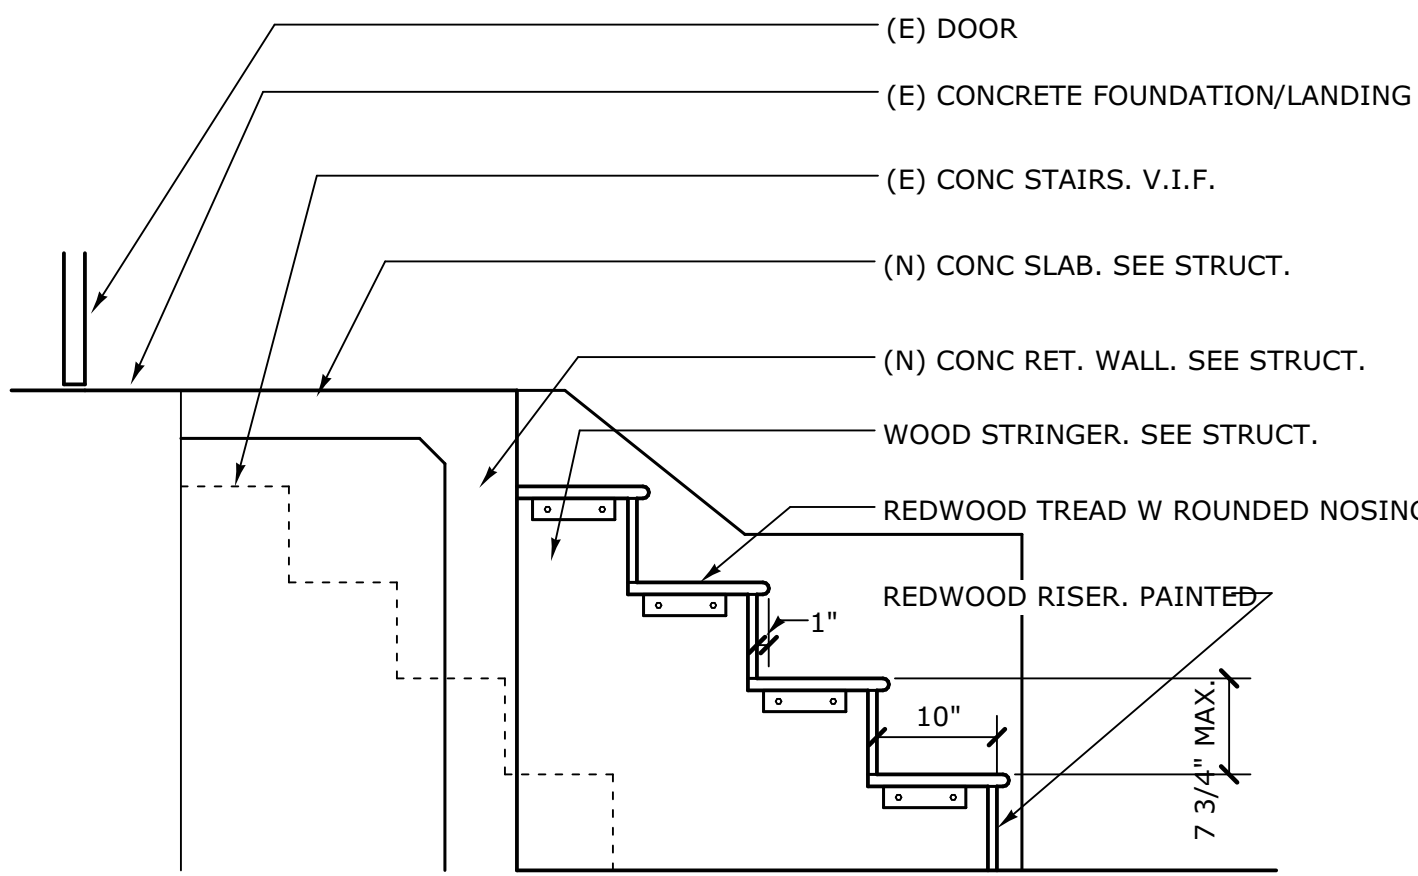 (E) DOOR
(E) CONCRETE FOUNDATION/LANDING
(E) CONC STAIRS. V.I.F.
(N) CONC SLAB. SEE STRUCT.
(N) CONC RET. WALL. SEE STRUCT.
WOOD STRINGER. SEE STRUCT.
REDWOOD TREAD W ROUNDED NOSING
REDWOOD RISER. PAINTED
1"
10"
7 3/4" MAX.